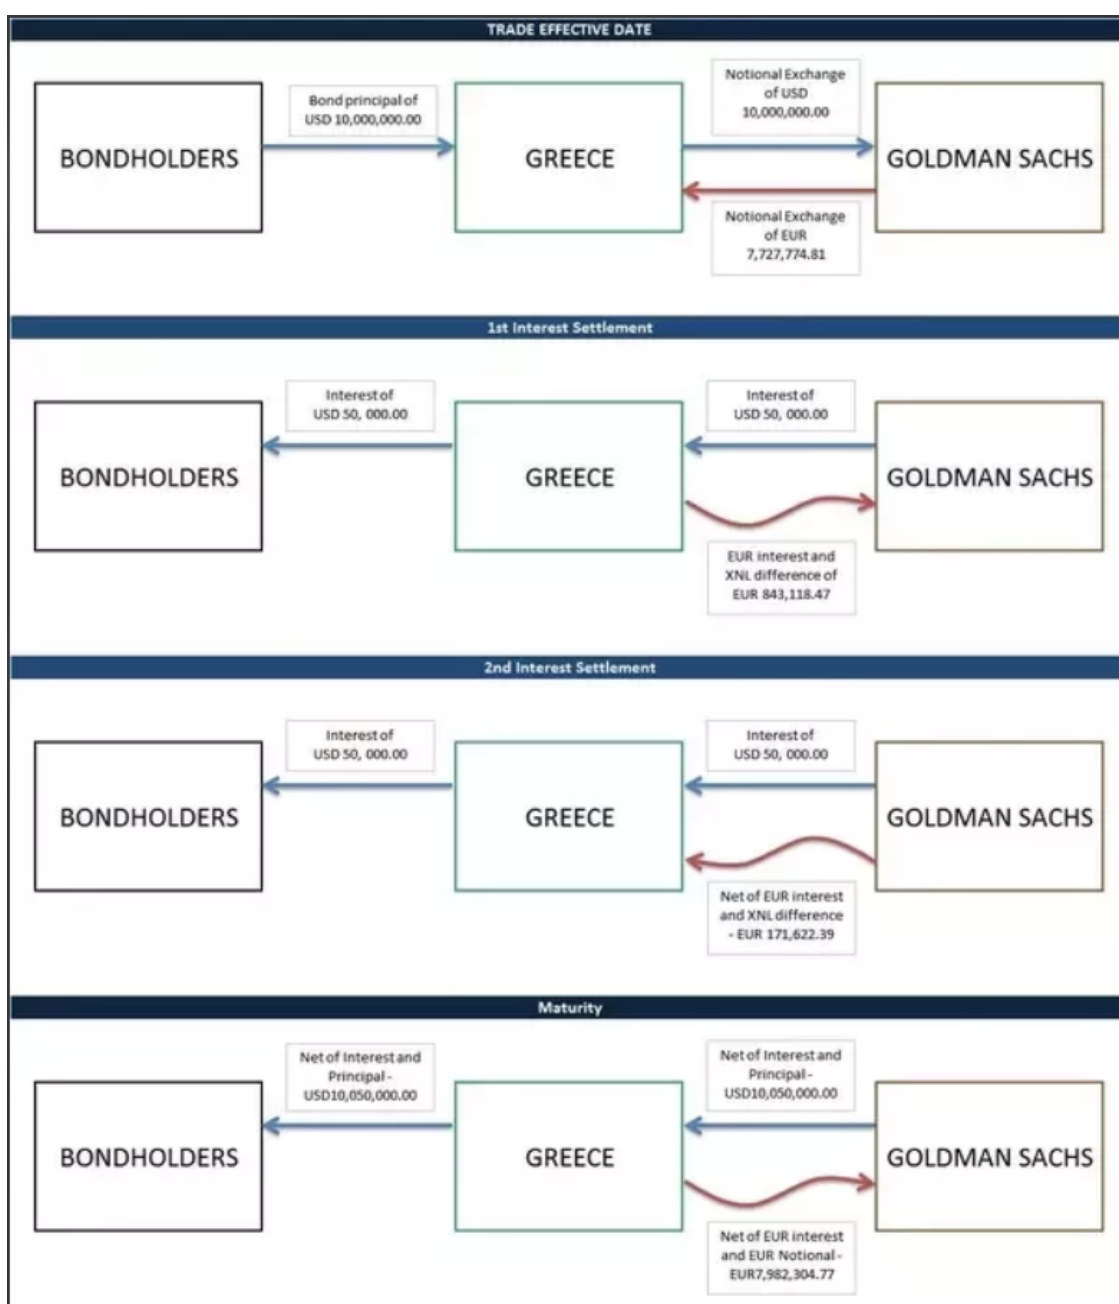 TRADE EFFECTIVE DATE
BONDHOLDERS
Bond principal of
USD 10,000,000.00
GREECE
Notional Exchange
of USD
10,000,000.00
Notional Exchange
of EUR
7,727,774.81
GOLDMAN SACHS
1st Interest Settlement
BONDHOLDERS
Interest of
USD 50, 000.00
GREECE
Interest of
USD 50, 000.00
EUR interest and
XNL difference of
EUR 843,118.47
GOLDMAN SACHS
2nd Interest Settlement
BONDHOLDERS
Interest of
USD 50, 000.00
GREECE
Interest of
USD 50, 000.00
Net of EUR interest
and XNL difference
- EUR 171,622.39
GOLDMAN SACHS
Maturity
BONDHOLDERS
Net of Interest and
Principal -
USD10,050,000.00
GREECE
Net of Interest and
Principal -
USD10,050,000.00
Net of EUR interest
and EUR Notional -
EUR7,982,304.77
GOLDMAN SACHS